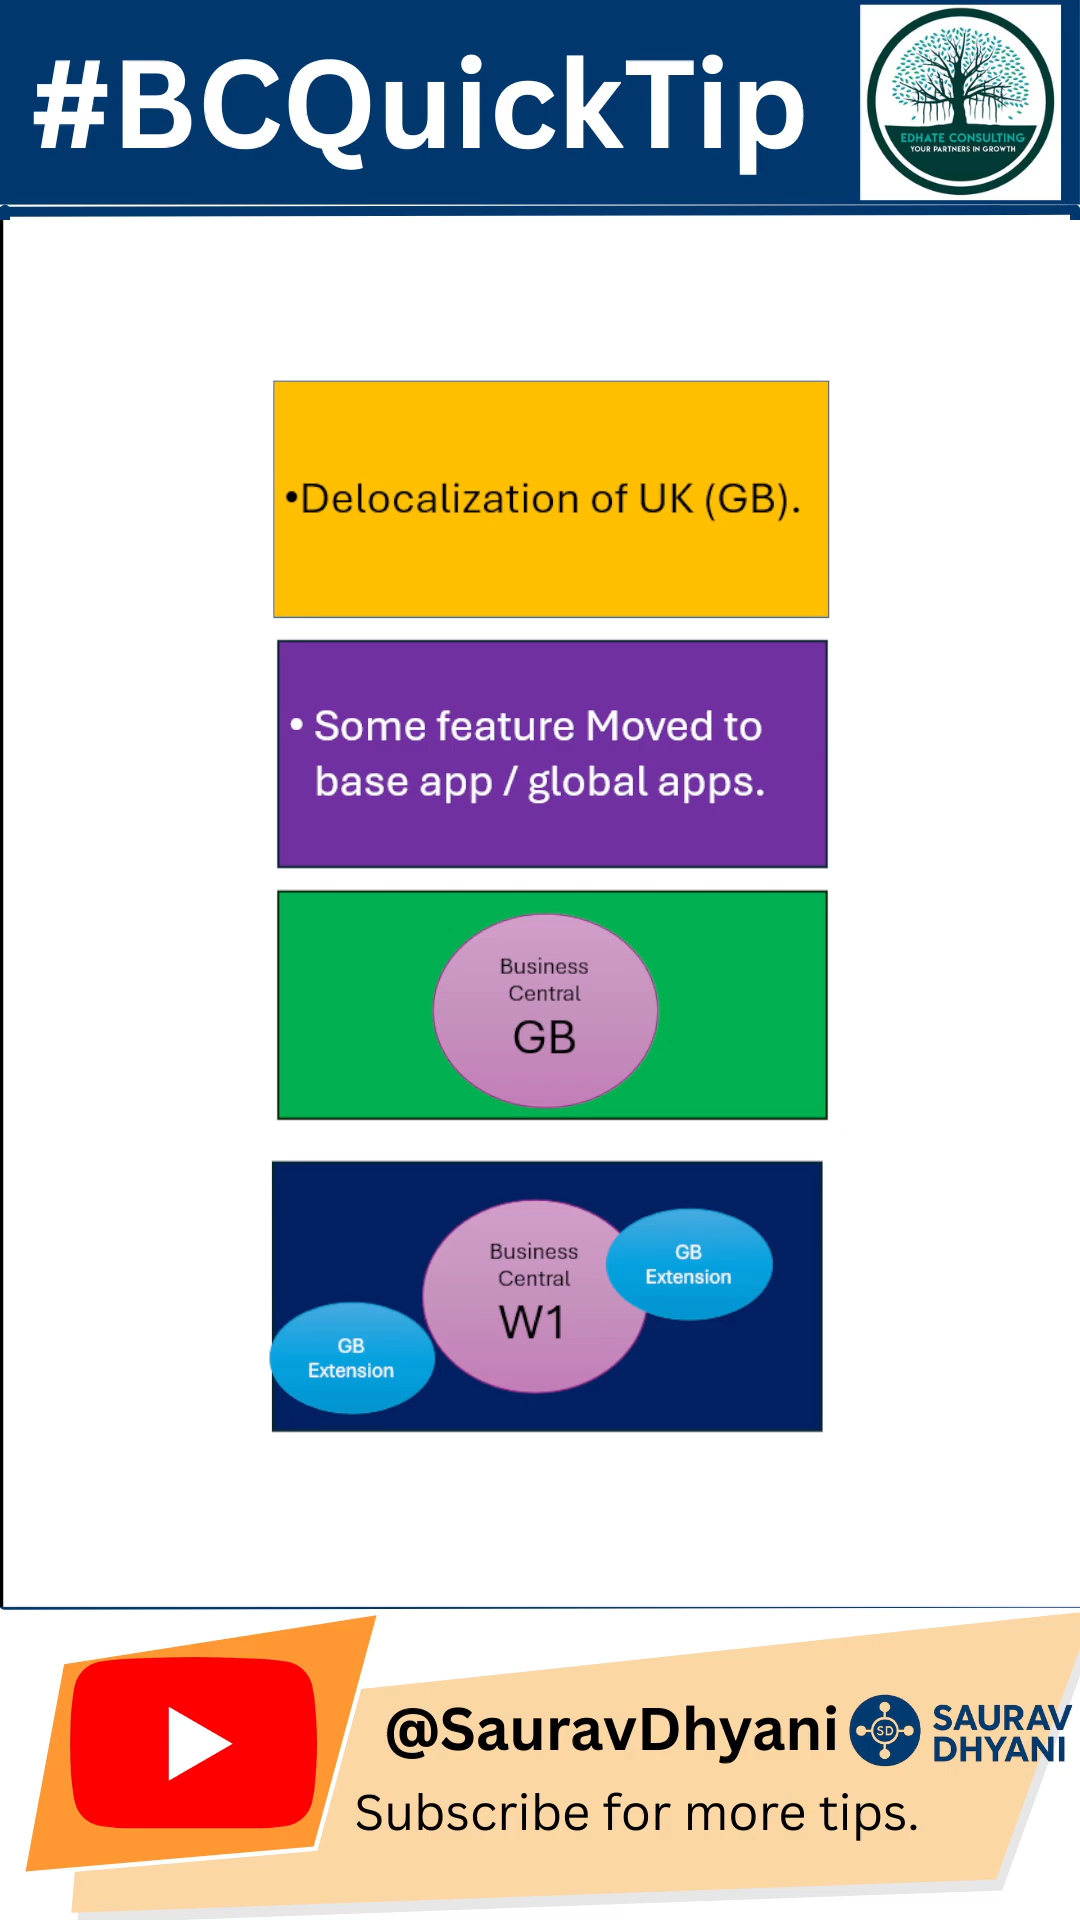 #BCQuickTip
EDHATE CONSULTING
YOUR PARTNERS IN GROWTH
•Delocalization of UK (GB).
• Some feature Moved to
base app / global apps.
Business
Central
GB
Business
Central
W1
GB
Extension
GB
Extension
@SauravDhyani
SD
SAURAV
DHYANI
Subscribe for more tips.